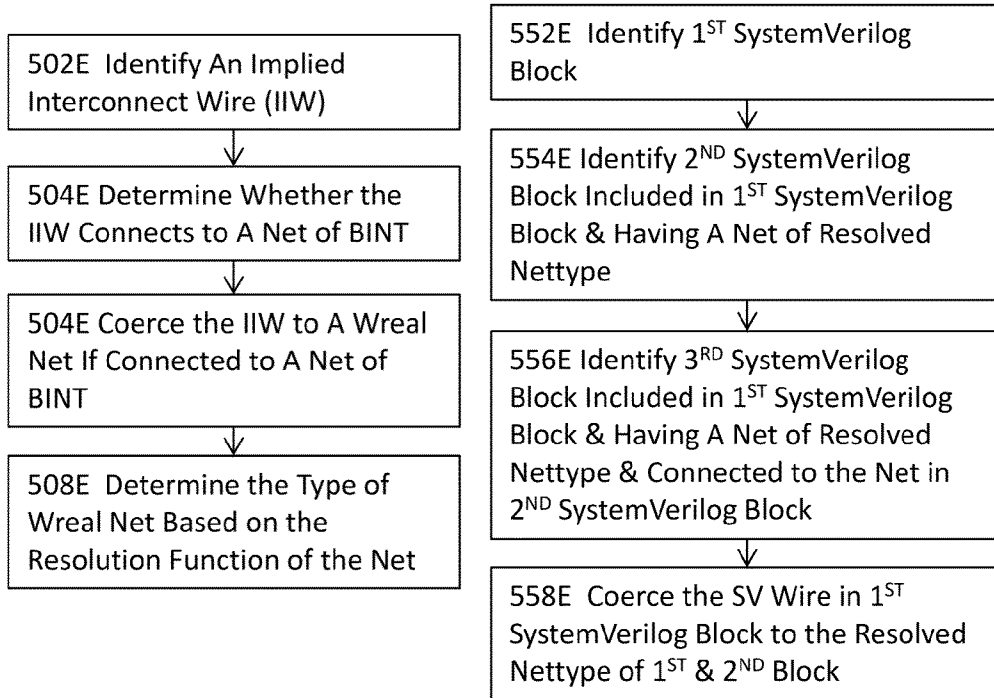 502E Identify An Implied
Interconnect Wire (IIW)
504E Determine Whether the
IIW Connects to A Net of BINT
504E Coerce the IIW to A Wreal
Net If Connected to A Net of
BINT
508E Determine the Type of
Wreal Net Based on the
Resolution Function of the Net
552E Identify 1ST SystemVerilog
Block
554E Identify 2ND SystemVerilog
Block Included in 1ST SystemVerilog
Block & Having A Net of Resolved
Nettype
556E Identify 3RD SystemVerilog
Block Included in 1ST SystemVerilog
Block & Having A Net of Resolved
Nettype & Connected to the Net in
2ND SystemVerilog Block
558E Coerce the SV Wire in 1ST
SystemVerilog Block to the Resolved
Nettype of 1ST & 2ND Block